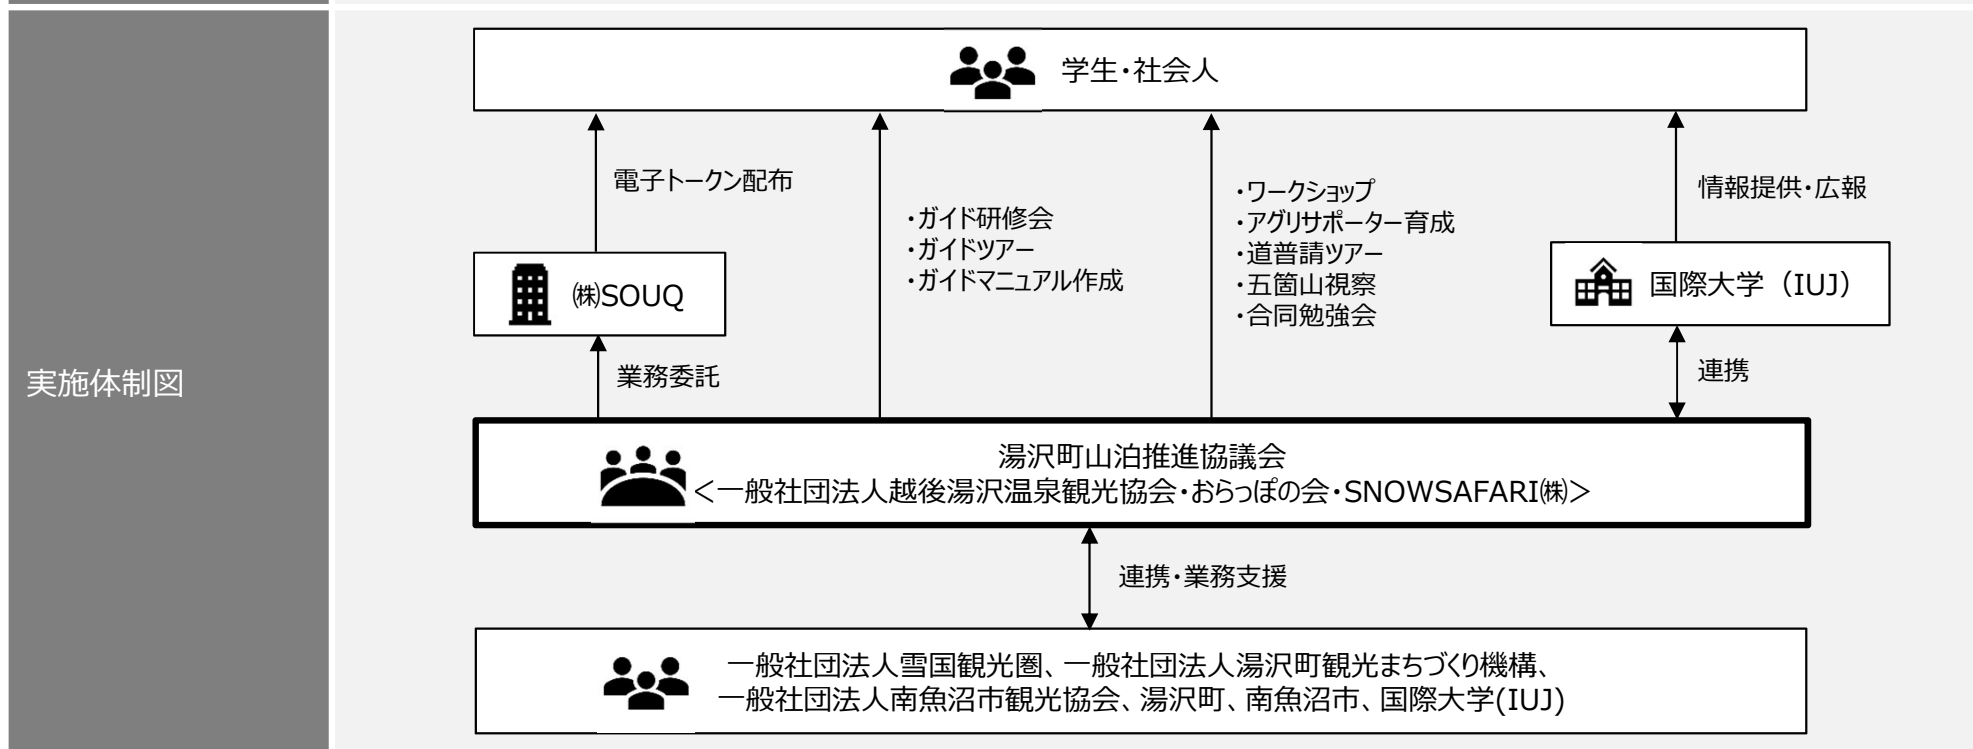 実施体制図
学生・社会人
電子トークン配布
・ガイド研修会
・ガイドツアー
・ガイドマニュアル作成
・ワークショップ
・アグリサポーター育成
・道普請ツアー
・五箇山視察
・合同勉強会
情報提供・広報
㈱SOUQ
国際大学（IUJ）
業務委託
連携
湯沢町山泊推進協議会
＜一般社団法人越後湯沢温泉観光協会・おらっぽの会・SNOWSAFARI㈱＞
連携・業務支援
一般社団法人雪国観光圏、一般社団法人湯沢町観光まちづくり機構、
一般社団法人南魚沼市観光協会、湯沢町、南魚沼市、国際大学(IUJ)